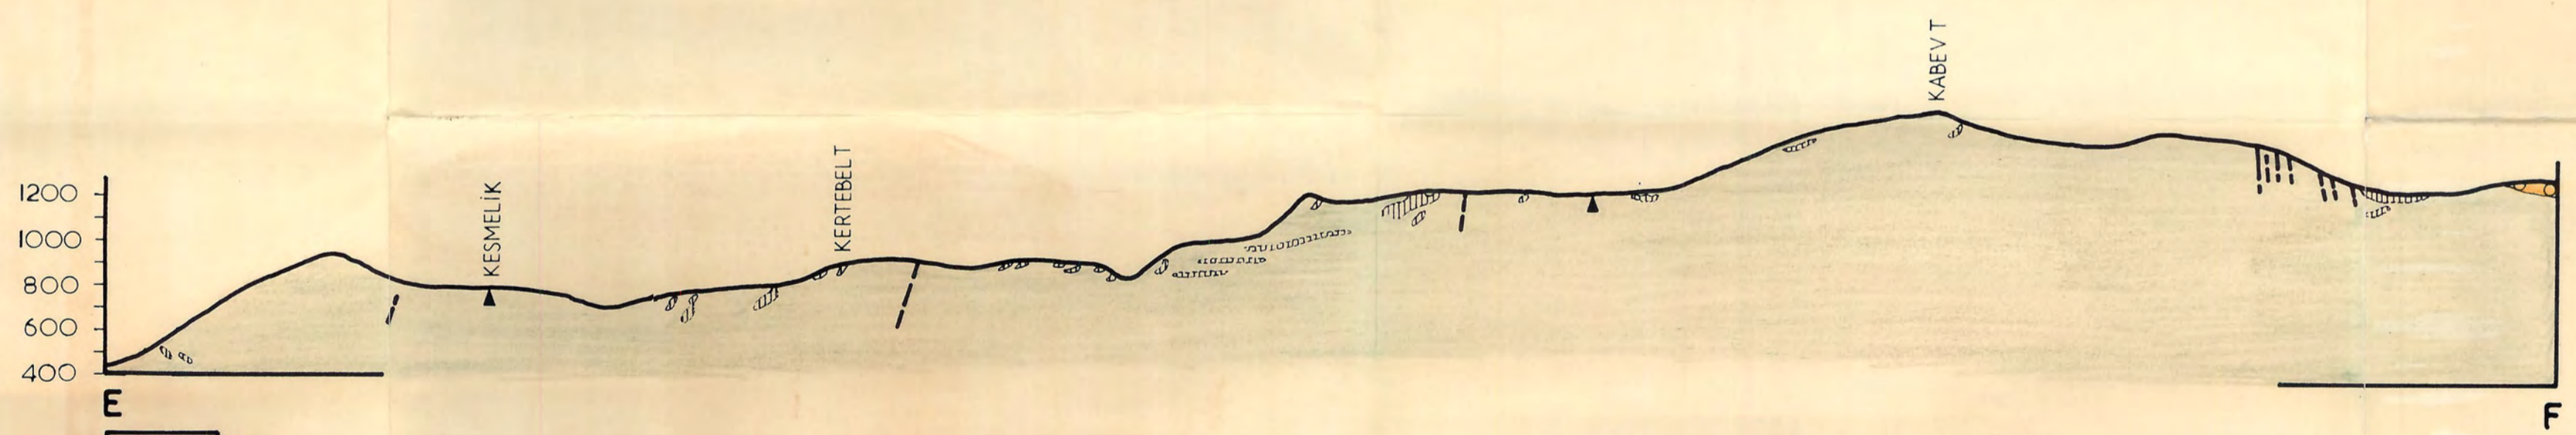 KABEV T
KERTEBEL T
KESMELİK
1200
1000
800
600
400
E
F